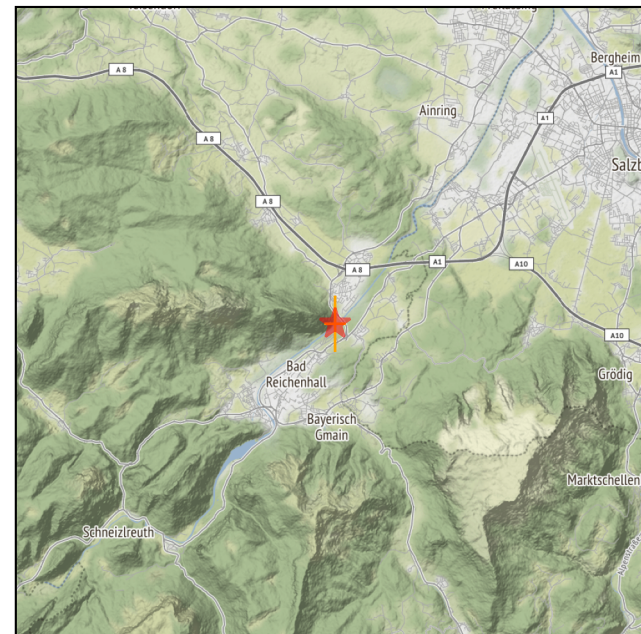 Bergheim
A1
A 8
Ainring
A1
A 8
Salzb
A 8
A 8
A1
A10
A10
Bad
Reichenhall
Grödig
Bayerisch
Gmain
Marktschellen
Schneizlreuth
Alpenstraße